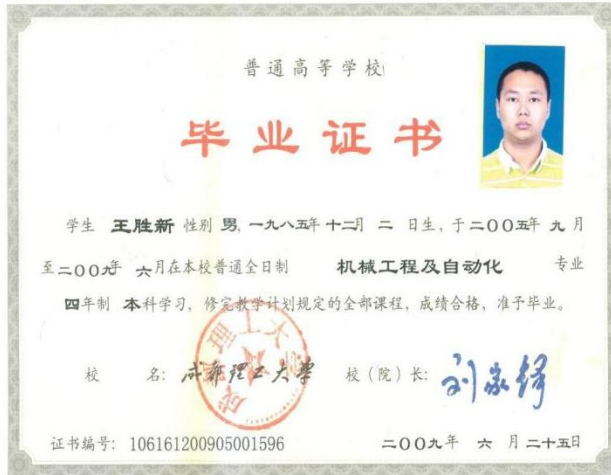 普通高等学校
毕业证书
学生 王胜新 性别 男, 一九八五年 十二月 二 日生, 于二〇〇五年 九 月
至二〇〇九年 六月在本校普通全日制 机械工程及自动化 专业
四年制 本科学习, 修完教学计划规定的全部课程, 成绩合格, 准予毕业。
校 名: 成都理工大学 校 (院) 长: 刘家铎
证书编号: 106161200905001596 二〇〇九年 六 月 二十五日